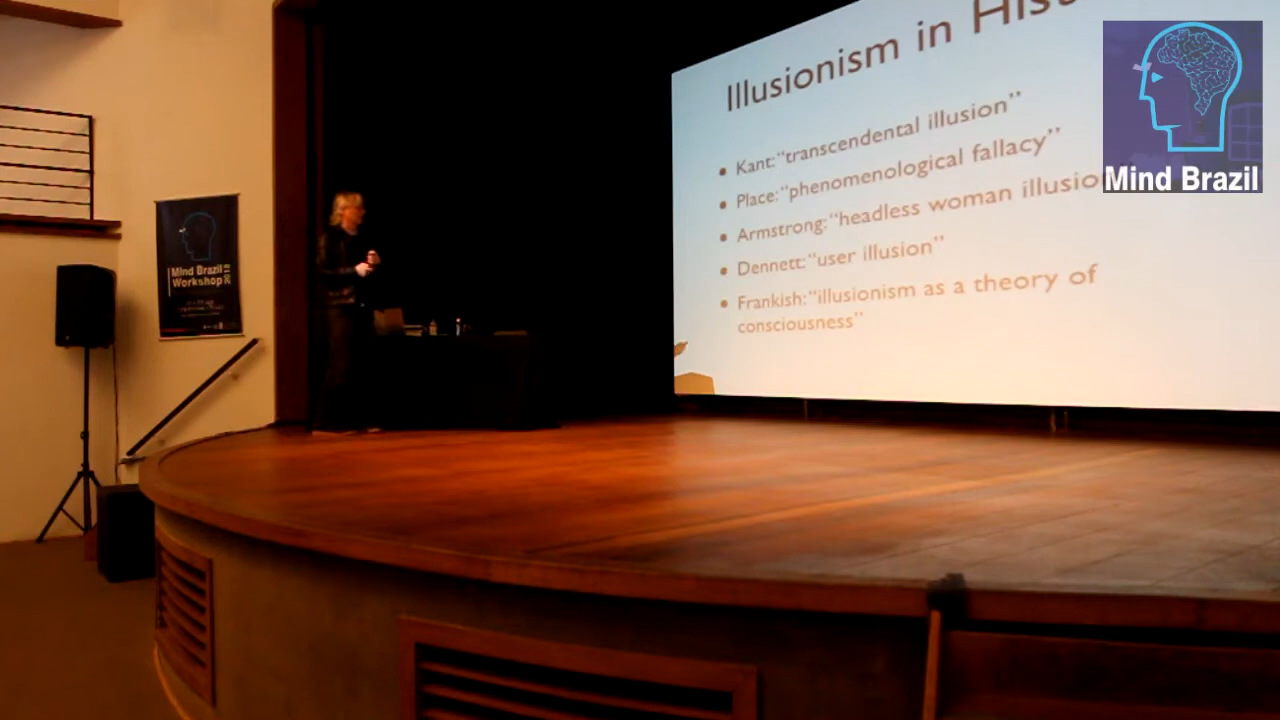 Illusionism in His
• Kant: “transcendental illusion”
• Place: “phenomenological fallacy”
• Armstrong: “headless woman illusio
• Dennett: “user illusion”
• Frankish: “illusionism as a theory of
consciousness”
Mind Brazil
Mind Brazil
Workshop